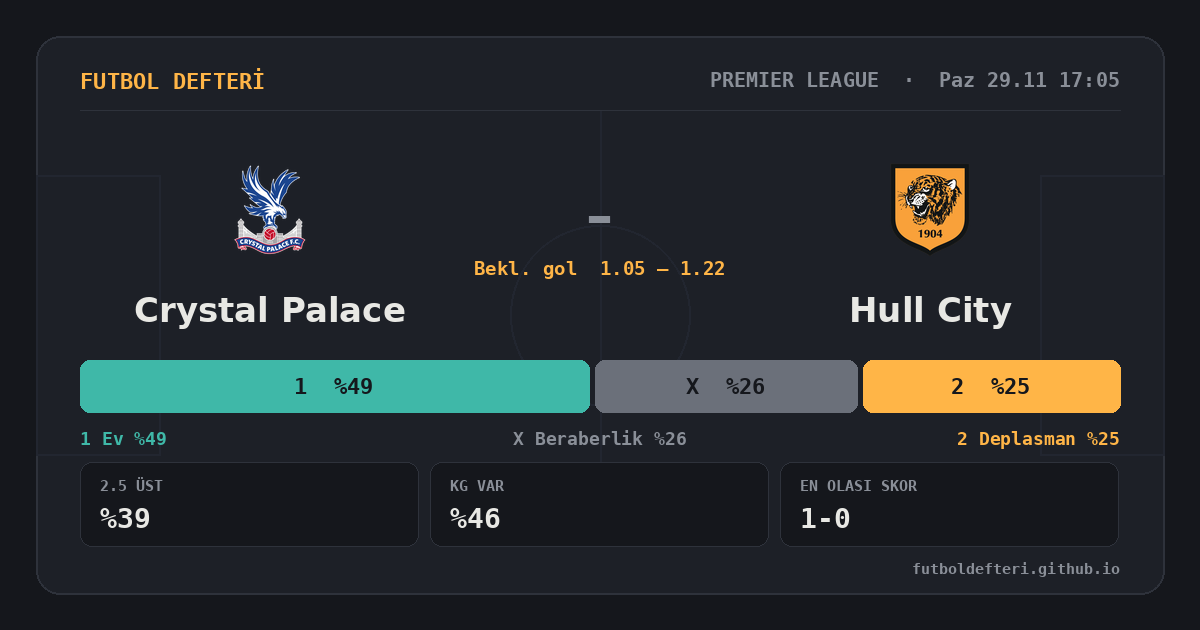 FUTBOL DEFTERİ
PREMIER LEAGUE · Paz 29.11 17:05
CRYSTAL PALACE F.C.
1904
–
Bekl. gol 1.05 – 1.22
Crystal Palace
Hull City
1 %49
X %26
2 %25
1 Ev %49
X Beraberlik %26
2 Deplasman %25
2.5 ÜST
%39
KG VAR
%46
EN OLASI SKOR
1-0
futboldefteri.github.io